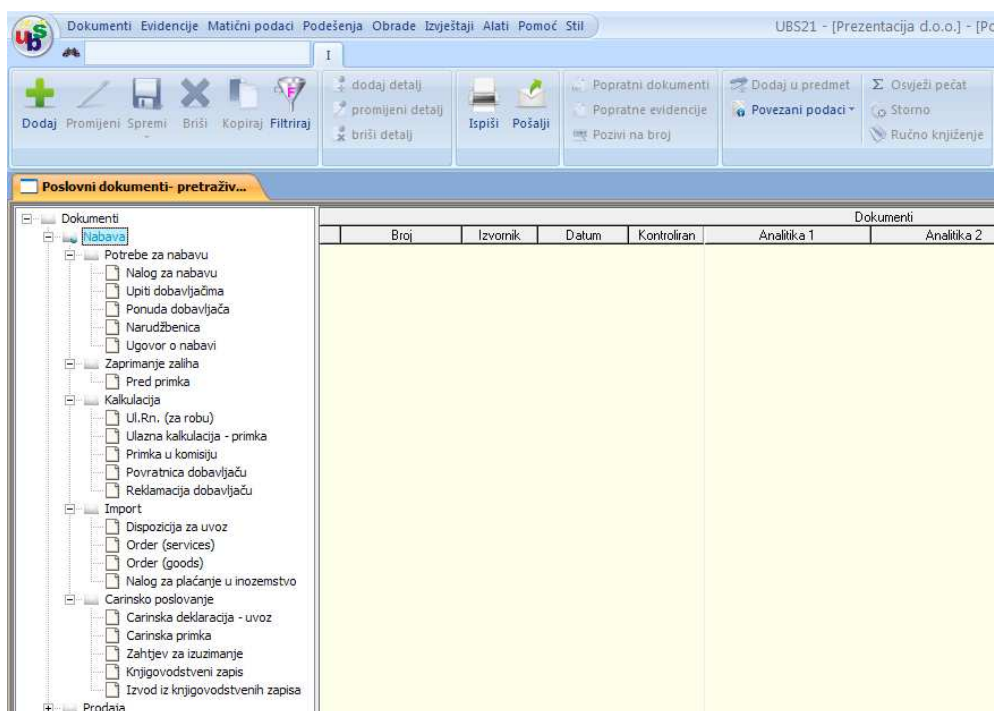 Dokumenti Evidencije Matični podaci Podešenja Obrade Izvještaji Alati Pomoć Stil
UBS21 - [Prezentacija d.o.o.] - [Po
ubs
I
Dodaj Promijeni Spremi Briši Kopiraj Filtriraj
dodaj detalj
promijeni detalj
briši detalj
Ispiši Pošalji
Popratni dokumenti
Popratne evidencije
Pozivi na broj
Dodaj u predmet
Povezani podaci
Osvježi pečat
Storno
Ručno knjiženje
Poslovni dokumenti- pretraživ...
Dokumenti
Broj Izvornik Datum Kontroliran Analitika 1 Analitika 2
Dokumenti
Nabava
Potrebe za nabavu
Nalog za nabavu
Upiti dobavljačima
Ponuda dobavljača
Narudžbenica
Ugovor o nabavi
Zaprimanje zaliha
Pred primka
Kalkulacija
Ul.Rn. (za robu)
Ulazna kalkulacija - primka
Primka u komisiju
Povratnica dobavljaču
Reklamacija dobavljaču
Import
Dispozicija za uvoz
Order (services)
Order (goods)
Nalog za plaćanje u inozemstvo
Carinsko poslovanje
Carinska deklaracija - uvoz
Carinska primka
Zahtjev za izuzimanje
Knjigovodstveni zapis
Izvod iz knjigovodstvenih zapisa
Prodaja